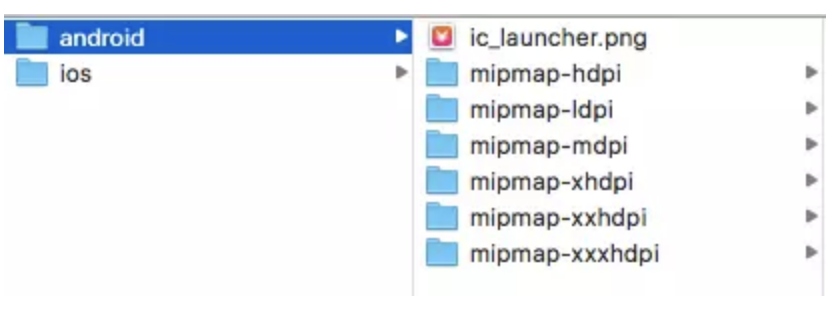 android
ios
ic_launcher.png
mipmap-hdpi
mipmap-ldpi
mipmap-mdpi
mipmap-xhdpi
mipmap-xxhdpi
mipmap-xxxhdpi